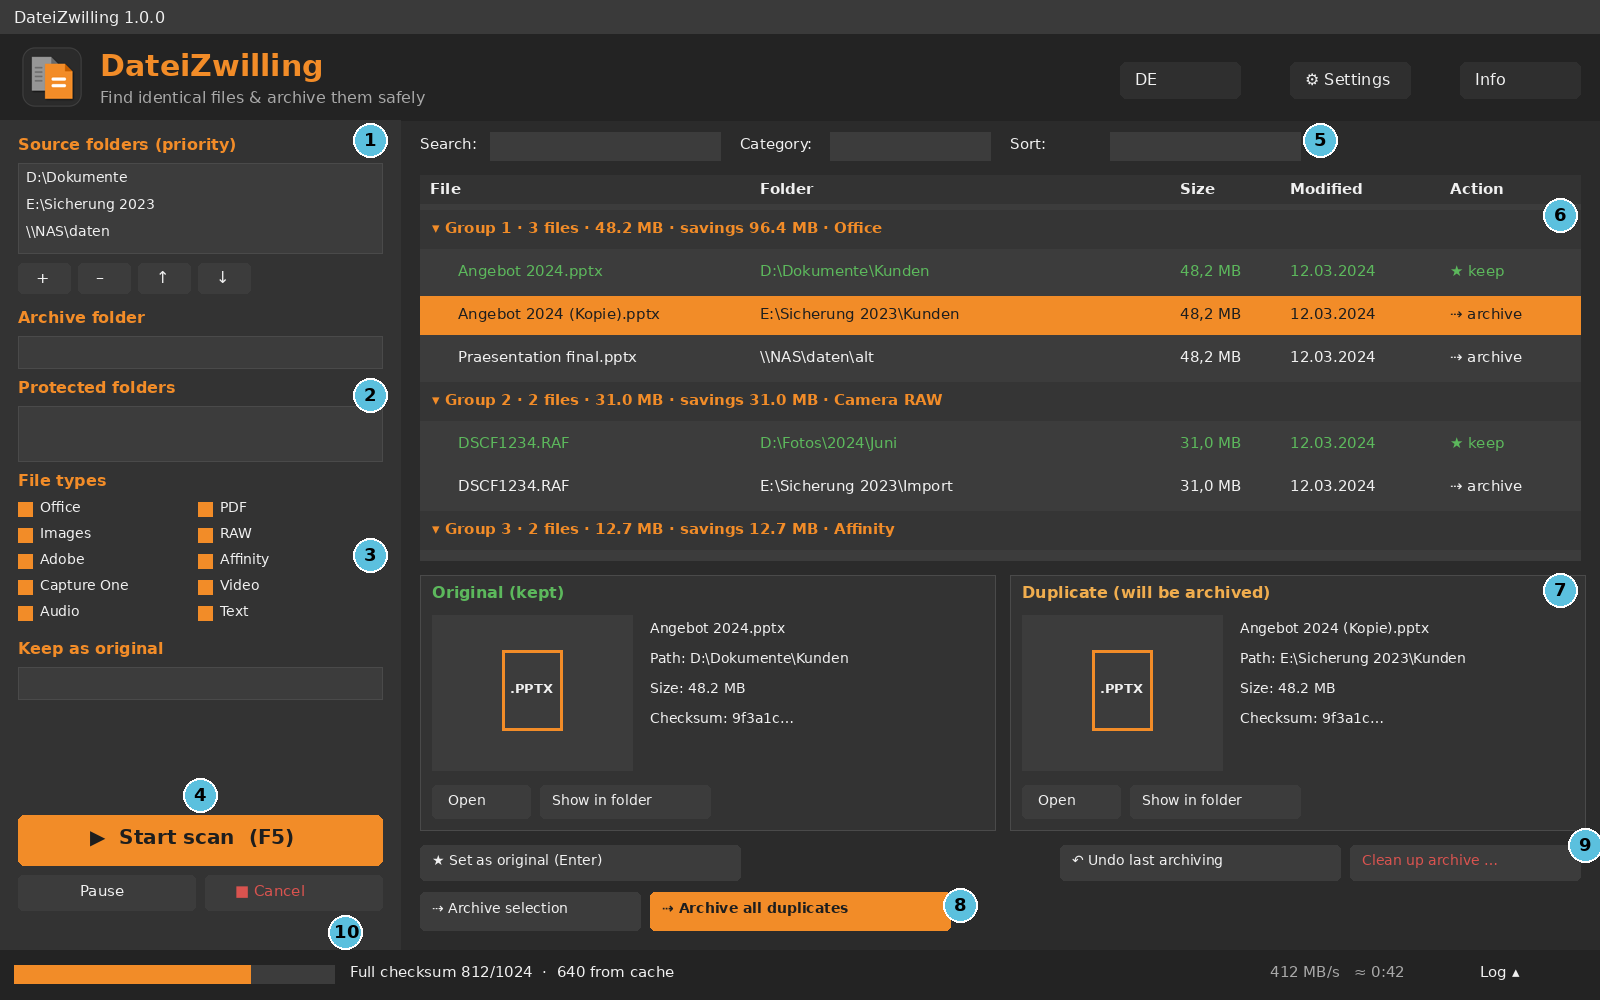 DateiZwilling 1.0.0
DateiZwilling
Find identical files & archive them safely
DE
⚙ Settings
Info
Source folders (priority)
1
D:\Dokumente
E:\Sicherung 2023
\\NAS\daten
+ – ↑ ↓
Archive folder
Protected folders
2
File types
Office PDF
Images RAW
Adobe Affinity
3
Capture One Video
Audio Text
Keep as original
4
▶ Start scan (F5)
Pause ■ Cancel
10
Search: Category: Sort:
5
File Folder Size Modified Action
6
▾ Group 1 · 3 files · 48.2 MB · savings 96.4 MB · Office
Angebot 2024.pptx D:\Dokumente\Kunden 48,2 MB 12.03.2024 ★ keep
Angebot 2024 (Kopie).pptx E:\Sicherung 2023\Kunden 48,2 MB 12.03.2024 ⇢ archive
Praesentation final.pptx \\NAS\daten\alt 48,2 MB 12.03.2024 ⇢ archive
▾ Group 2 · 2 files · 31.0 MB · savings 31.0 MB · Camera RAW
DSCF1234.RAF D:\Fotos\2024\Juni 31,0 MB 12.03.2024 ★ keep
DSCF1234.RAF E:\Sicherung 2023\Import 31,0 MB 12.03.2024 ⇢ archive
▾ Group 3 · 2 files · 12.7 MB · savings 12.7 MB · Affinity
Original (kept)
.PPTX
Angebot 2024.pptx
Path: D:\Dokumente\Kunden
Size: 48.2 MB
Checksum: 9f3a1c…
Open Show in folder
Duplicate (will be archived)
7
.PPTX
Angebot 2024 (Kopie).pptx
Path: E:\Sicherung 2023\Kunden
Size: 48.2 MB
Checksum: 9f3a1c…
Open Show in folder
★ Set as original (Enter)
↶ Undo last archiving
Clean up archive …
9
⇢ Archive selection
⇢ Archive all duplicates
8
Full checksum 812/1024 · 640 from cache
412 MB/s ≈ 0:42
Log ▴